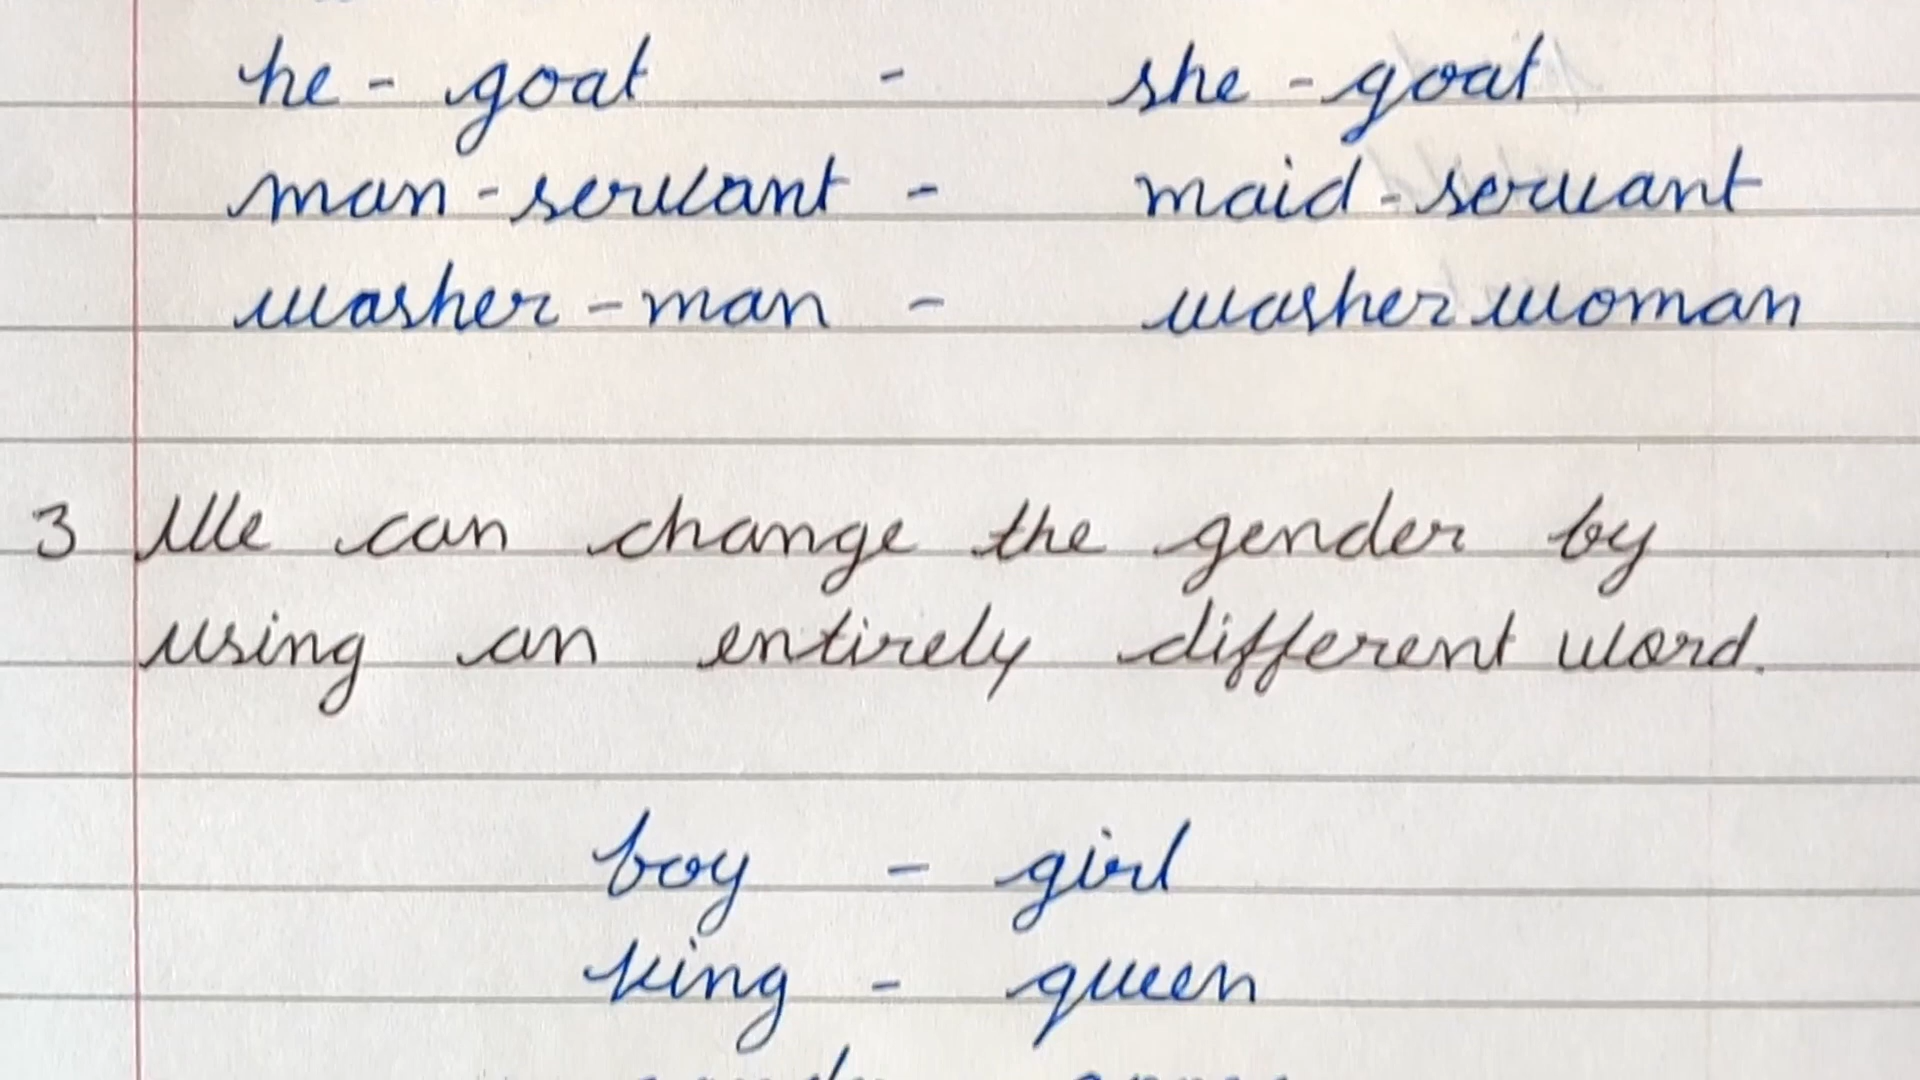 he - goat - she - goat
man - servant - maid - servant
washer - man - washer woman
3 We can change the gender by
using an entirely different word.
boy - girl
king - queen